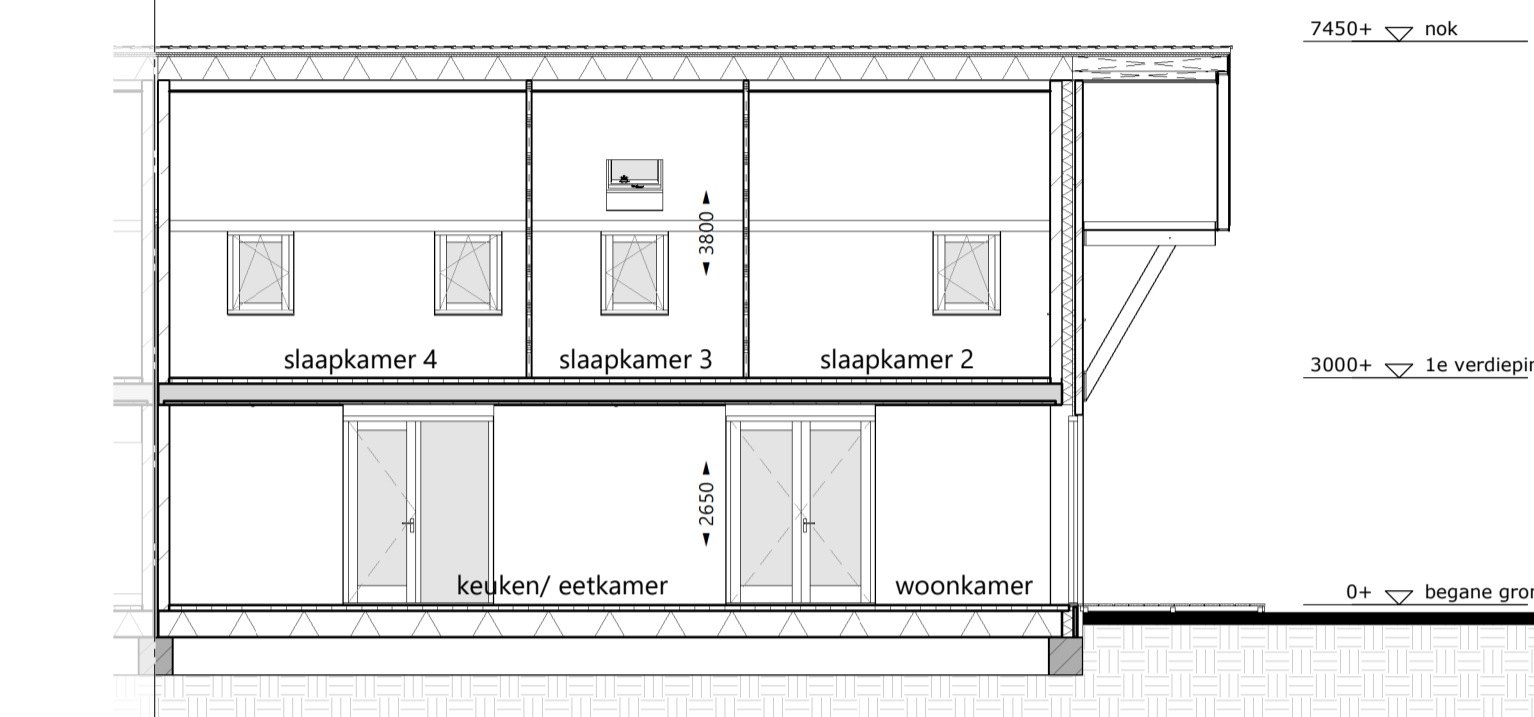 7450+ nok
3800
slaapkamer 4 slaapkamer 3 slaapkamer 2
3000+ 1e verdiepin
2650
keuken/ eetkamer woonkamer
0+ begane gron